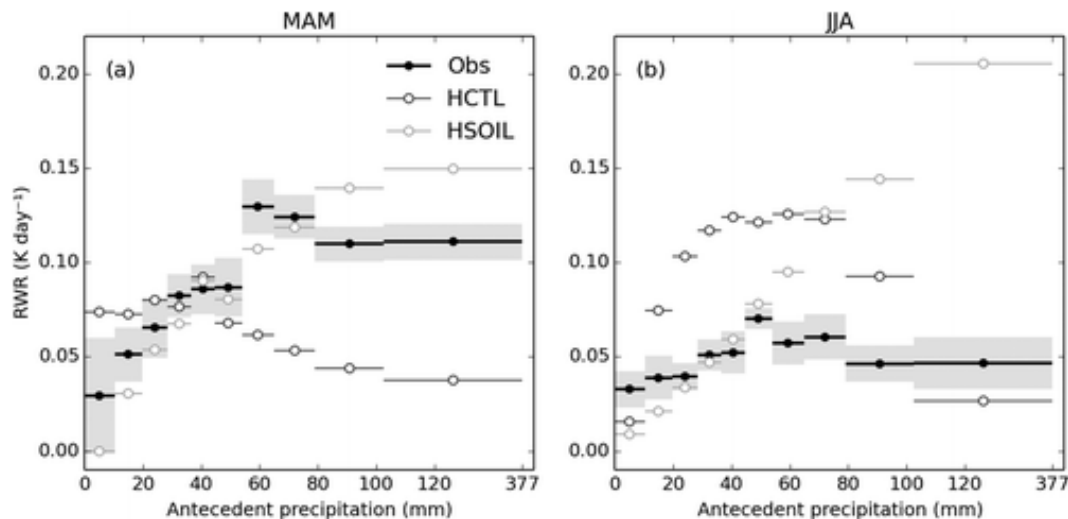 MAM
JJA
(a)
Obs
HCTL
HSOIL
(b)
RWR (K day⁻¹)
0.20
0.15
0.10
0.05
0.00
0.20
0.15
0.10
0.05
0.00
0 20 40 60 80 100 120 377
0 20 40 60 80 100 120 377
Antecedent precipitation (mm)
Antecedent precipitation (mm)